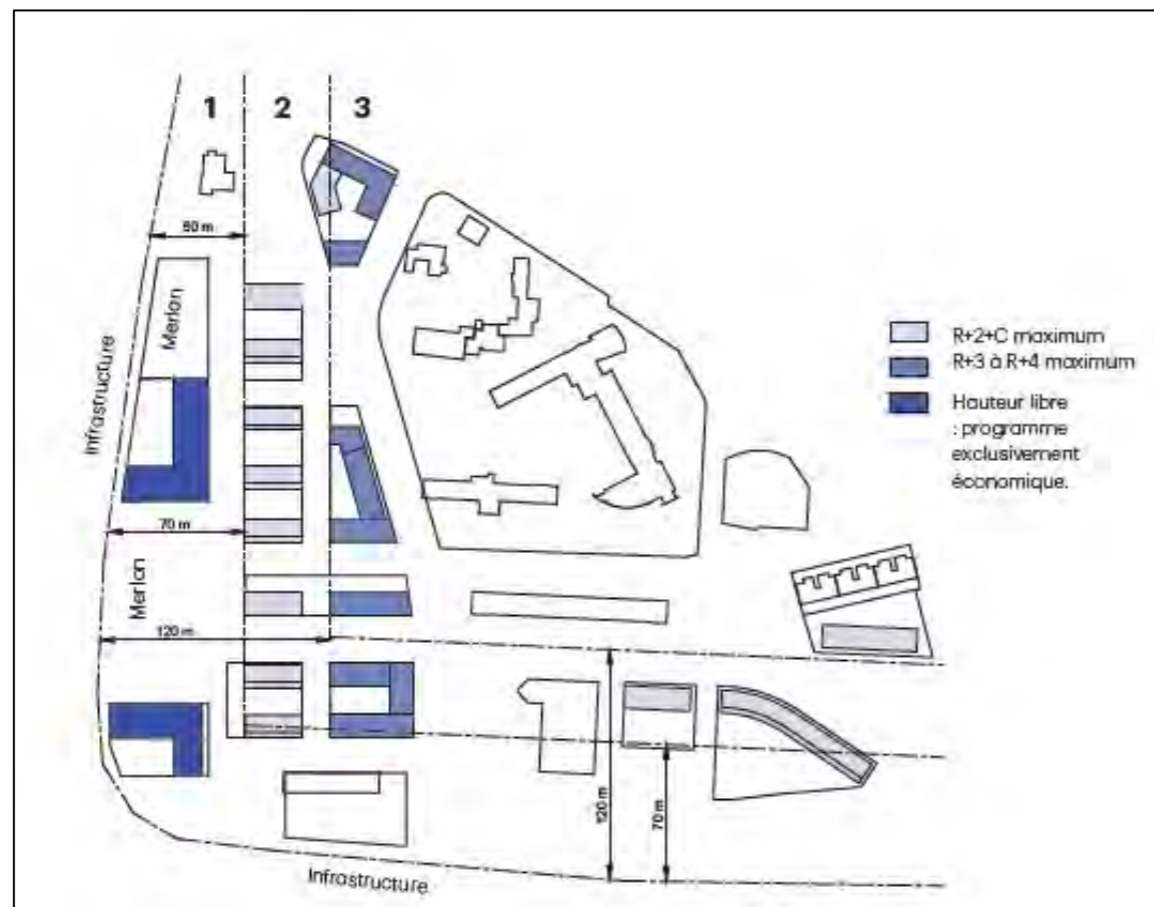 1
2
3
50 m
Merlon
Infrastructure
70 m
Merlon
120 m
R+2+C maximum
R+3 à R+4 maximum
Hauteur libre
: programme
exclusivement
économique.
120 m
70 m
Infrastructure